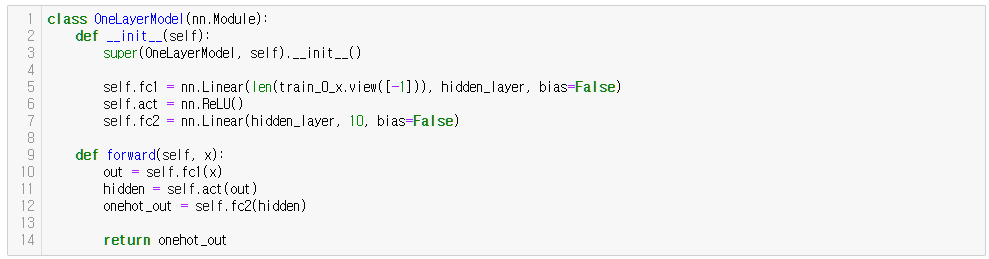 1 class OneLayerModel(nn.Module):
2     def __init__(self):
3         super(OneLayerModel, self).__init__()
4
5         self.fc1 = nn.Linear(len(train_0_x.view([-1])), hidden_layer, bias=False)
6         self.act = nn.ReLU()
7         self.fc2 = nn.Linear(hidden_layer, 10, bias=False)
8
9     def forward(self, x):
10         out = self.fc1(x)
11         hidden = self.act(out)
12         onehot_out = self.fc2(hidden)
13
14         return onehot_out